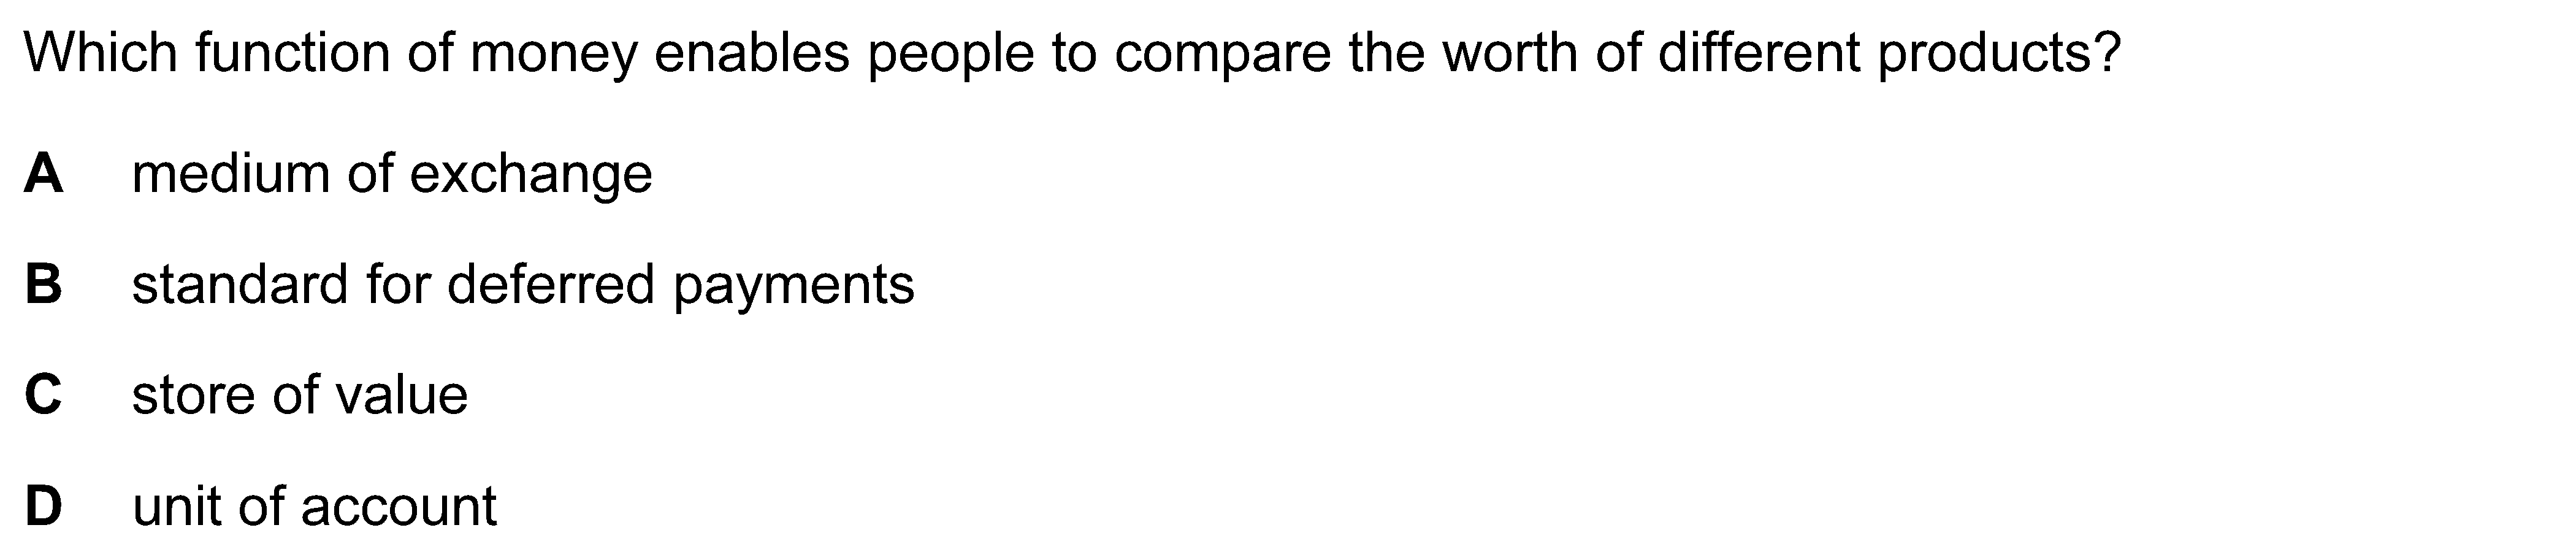 Which function of money enables people to compare the worth of different products?
A medium of exchange
B standard for deferred payments
C store of value
D unit of account